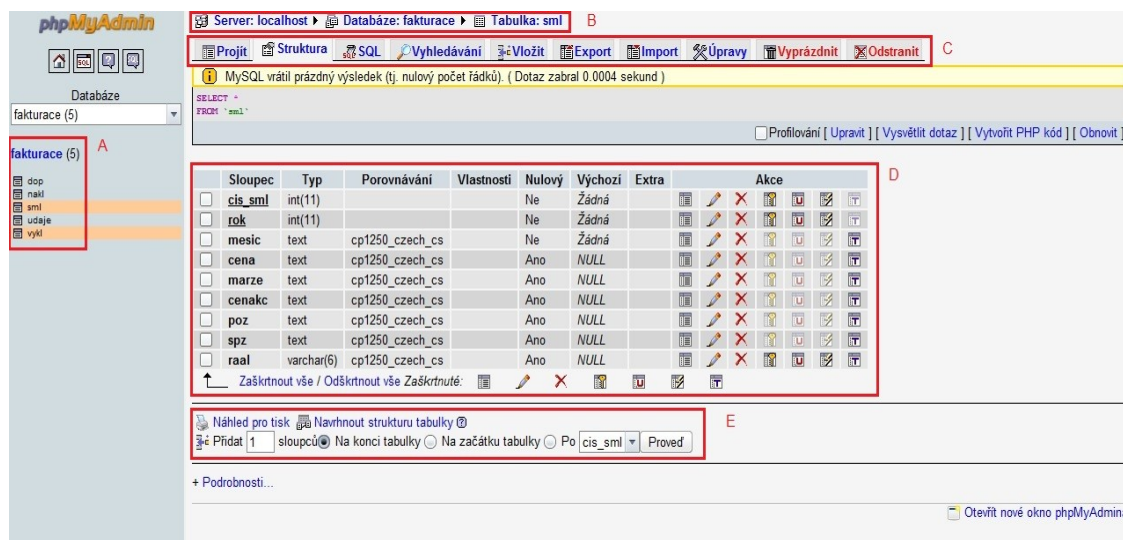 phpMyAdmin
Databáze
fakturace (5)
fakturace (5)
A
dop
nakl
sml
udaje
vykl
Server: localhost Databáze: fakturace Tabulka: sml
B
Projít Struktura SQL Vyhledávání Vložit Export Import Úpravy Vyprázdnit Odstranit
C
MySQL vrátil prázdný výsledek (tj. nulový počet řádků). ( Dotaz zabral 0.0004 sekund )
SELECT *
FROM `sml`
Profilování [ Upravit ] [ Vysvětlit dotaz ] [ Vytvořit PHP kód ] [ Obnovit ]
D
Sloupec Typ Porovnávání Vlastnosti Nulový Výchozí Extra Akce
cis_sml int(11) Ne Žádná
rok int(11) Ne Žádná
mesic text cp1250_czech_cs Ne Žádná
cena text cp1250_czech_cs Ano NULL
marze text cp1250_czech_cs Ano NULL
cenakc text cp1250_czech_cs Ano NULL
poz text cp1250_czech_cs Ano NULL
spz text cp1250_czech_cs Ano NULL
raal varchar(6) cp1250_czech_cs Ano NULL
Zaškrtnout vše / Odškrtnout vše Zaškrtnuté:
Náhled pro tisk Navrhnout strukturu tabulky
E
Přidat 1 sloupců Na konci tabulky Na začátku tabulky Po cis_sml Proveď
+ Podrobnosti...
Otevřít nové okno phpMyAdmina